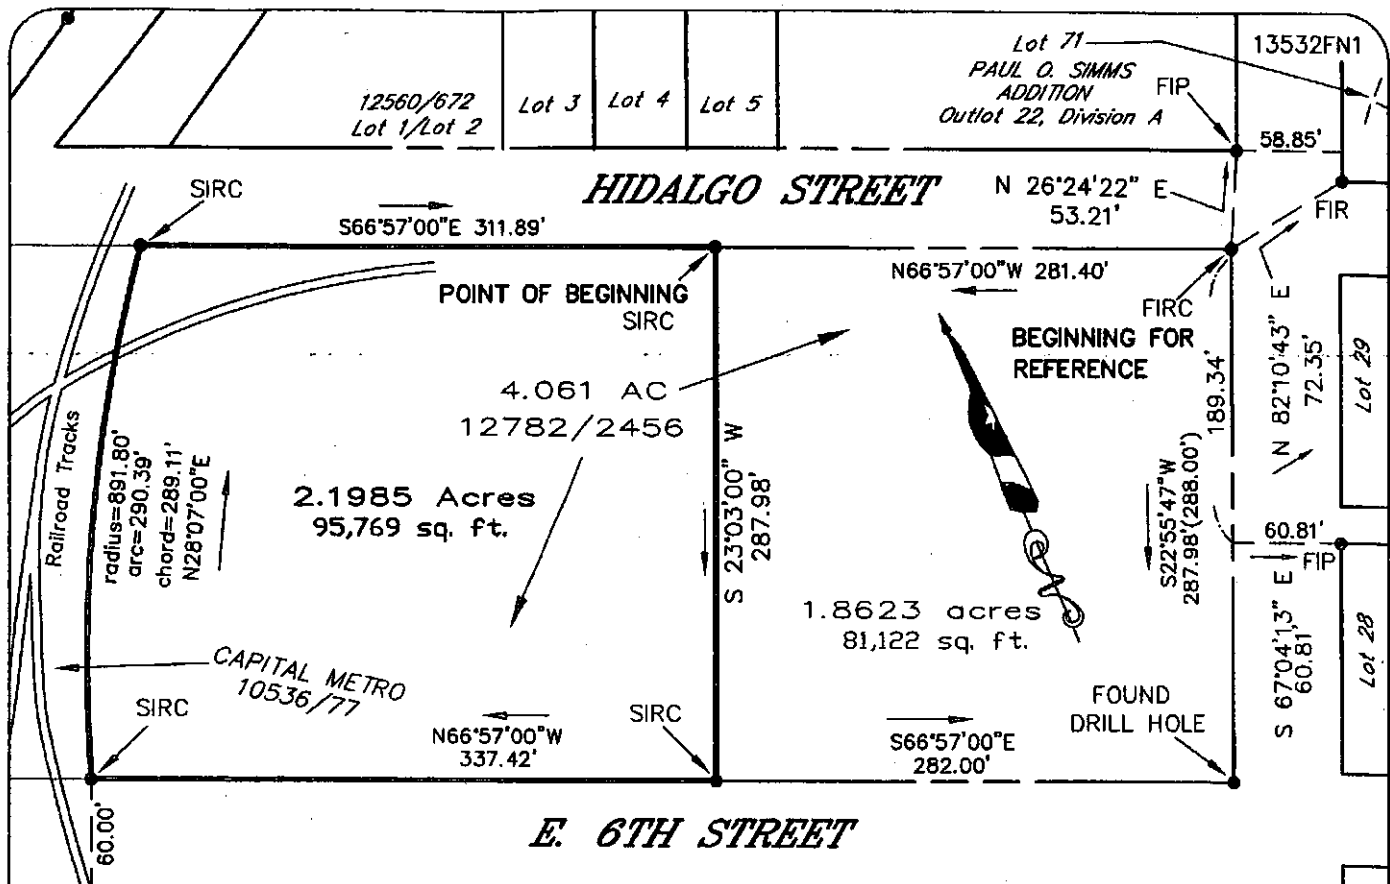 Lot 71
13532FN1
PAUL O. SIMMS
ADDITION
Outlot 22, Division A
FIP
12560/672
Lot 1/Lot 2
Lot 3
Lot 4
Lot 5
58.85'
HIDALGO STREET
N 26°24'22" E
53.21'
SIRC
FIR
S66°57'00"E 311.89'
N66°57'00"W 281.40'
POINT OF BEGINNING
SIRC
FIRC
BEGINNING FOR
REFERENCE
N 82°10'43" E
72.35'
Lot 29
189.34'
4.061 AC
12782/2456
Railroad Tracks
radius=891.80'
arc=290.39'
chord=289.11'
N28°07'00"E
2.1985 Acres
95,769 sq. ft.
S 23°03'00" W
287.98'
S22°55'47"W
287.98'(288.00')
60.81'
FIP
1.8623 acres
81,122 sq. ft.
S 67°04'13" E
60.81
Lot 28
CAPITAL METRO
10536/77
SIRC
SIRC
FOUND
DRILL HOLE
N66°57'00"W
337.42'
S66°57'00"E
282.00'
60.00'
E. 6TH STREET